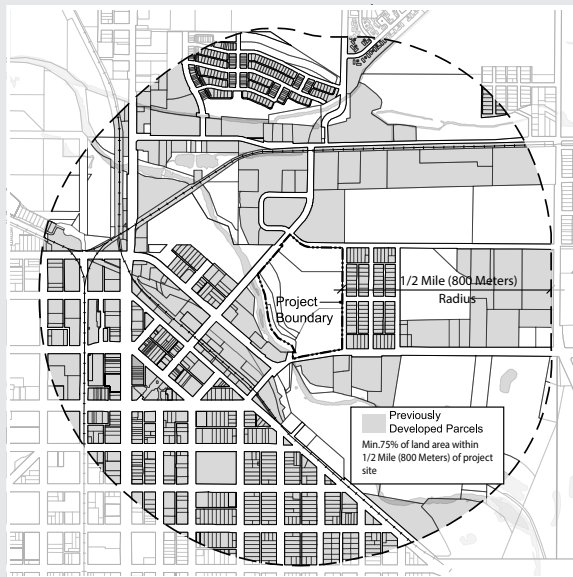 1/2 Mile (800 Meters)
Radius
Project
Boundary
Previously
Developed Parcels
Min.75% of land area within
1/2 Mile (800 Meters) of project
site